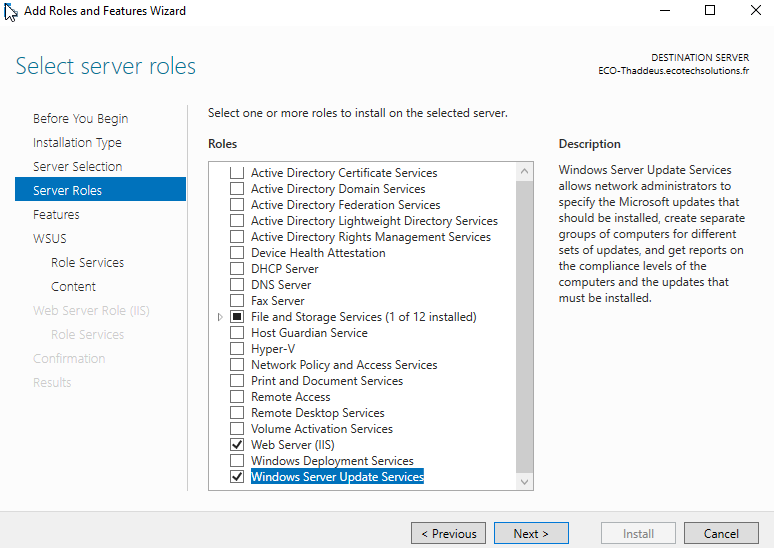 Add Roles and Features Wizard
Select server roles
DESTINATION SERVER
ECO-Thaddeus.ecotechsolutions.fr
Before You Begin
Installation Type
Server Selection
Server Roles
Features
WSUS
Role Services
Content
Web Server Role (IIS)
Role Services
Confirmation
Results
Select one or more roles to install on the selected server.
Roles
Active Directory Certificate Services
Active Directory Domain Services
Active Directory Federation Services
Active Directory Lightweight Directory Services
Active Directory Rights Management Services
Device Health Attestation
DHCP Server
DNS Server
Fax Server
File and Storage Services (1 of 12 installed)
Host Guardian Service
Hyper-V
Network Policy and Access Services
Print and Document Services
Remote Access
Remote Desktop Services
Volume Activation Services
Web Server (IIS)
Windows Deployment Services
Windows Server Update Services
Description
Windows Server Update Services
allows network administrators to
specify the Microsoft updates that
should be installed, create separate
groups of computers for different
sets of updates, and get reports on
the compliance levels of the
computers and the updates that
must be installed.
< Previous
Next >
Install
Cancel